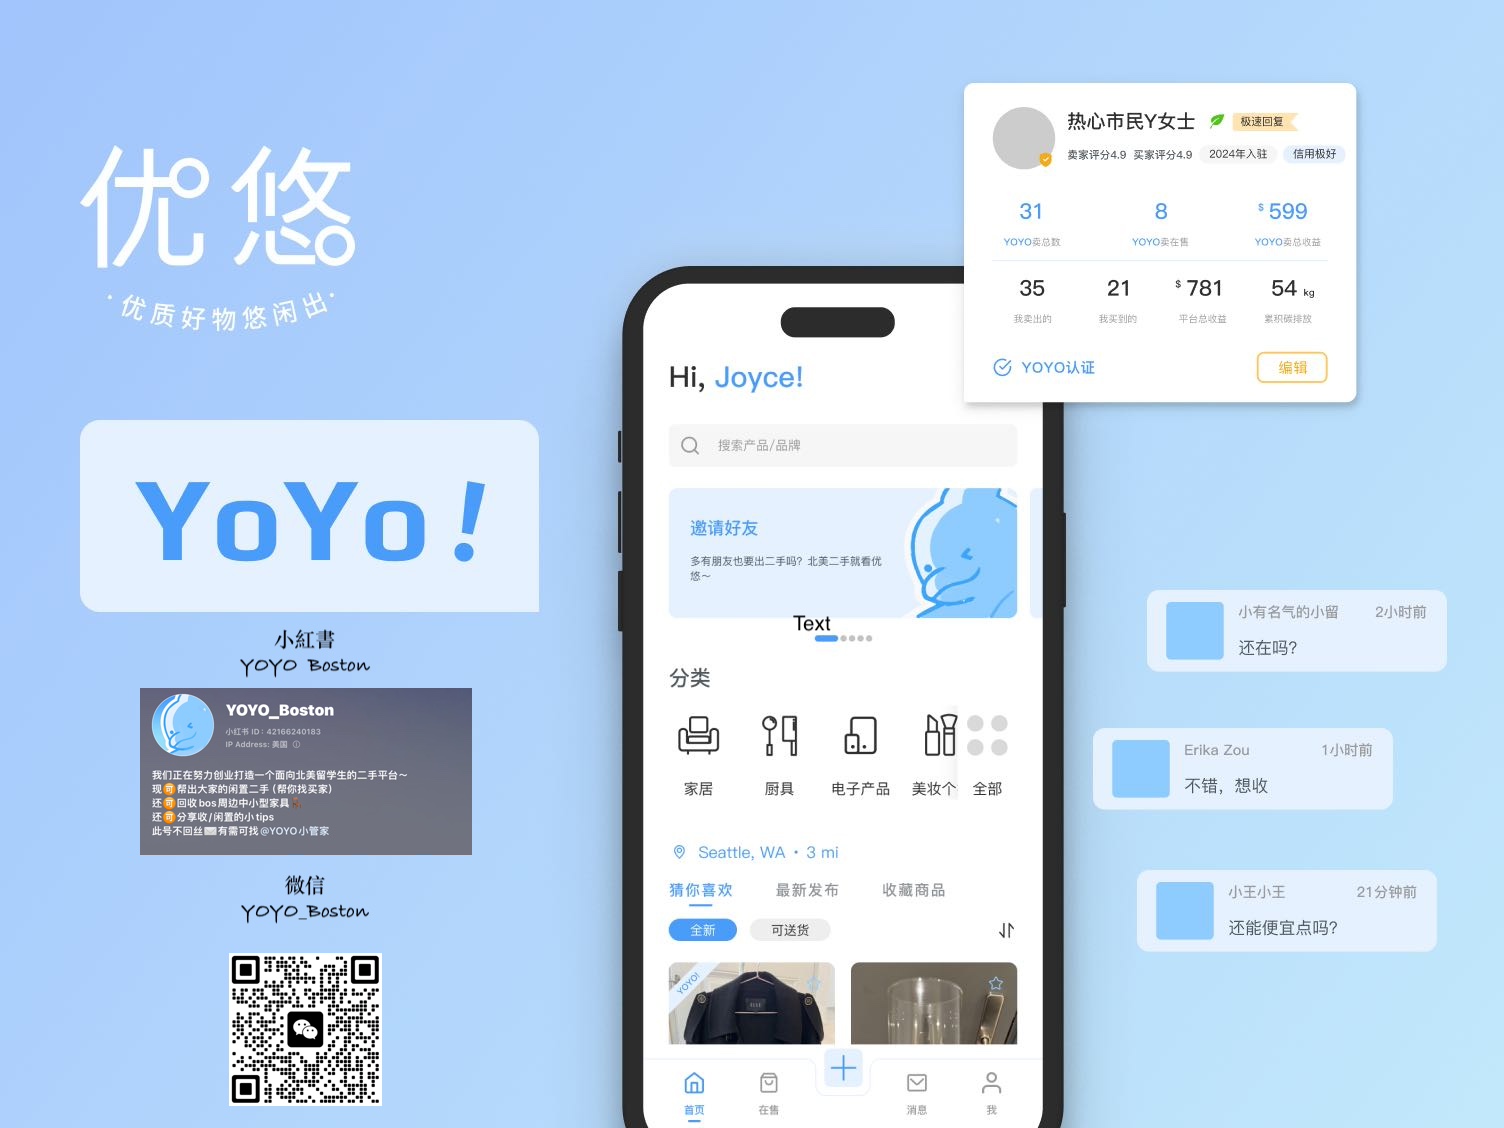 优悠
·优质好物悠闲出·
YoYo!
小紅書
YOYO Boston
YOYO_Boston
小红书 ID：42166240183
IP Address: 美国
我们正在努力创业打造一个面向北美留学生的二手平台～
现🉑帮出大家的闲置二手 (帮你找买家)
还🉑回收bos周边中小型家具
还🉑分享收/闲置的小tips
此号不回丝✉️有需可找@YOYO小管家
微信
YOYO_Boston
Hi, Joyce!
搜索产品/品牌
邀请好友
多有朋友也要出二手吗？北美二手就看优
悠～
Text
分类
家居 厨具 电子产品 美妆个 全部
Seattle, WA · 3 mi
猜你喜欢 最新发布 收藏商品
全新 可送货
YOYO!
ELLE
首页 在售 消息 我
热心市民Y女士 极速回复
卖家评分4.9 买家评分4.9 2024年入驻 信用极好
31 8 $ 599
YOYO卖总数 YOYO卖在售 YOYO卖总收益
35 21 $ 781 54 kg
我卖出的 我买到的 平台总收益 累积碳排放
YOYO认证 编辑
小有名气的小留 2小时前
还在吗？
Erika Zou 1小时前
不错，想收
小王小王 21分钟前
还能便宜点吗？